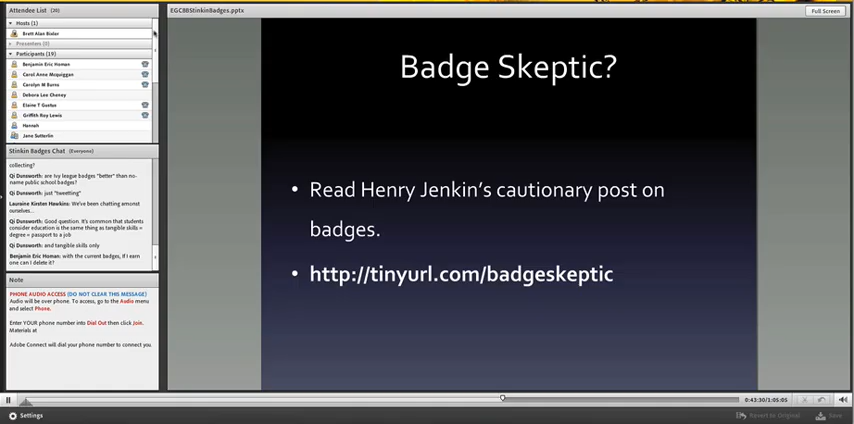 Attendee List (20)
Hosts (1)
Brett Alan Bixler
Presenters (0)
Participants (19)
Benjamin Eric Homan
Carol Anne Mcquiggan
Carolyn M Burns
Debora Lee Cheney
Elaine T Gustus
Griffith Roy Lewis
Hannah
Jane Sutterlin
Stinkin Badges Chat (Everyone)
collecting?
Qi Dunsworth: are Ivy league badges "better" than no-
name public school badges?
Qi Dunsworth: just "tweetting"
Lauraine Kirsten Hawkins: We've been chatting amongst
ourselves...
Qi Dunsworth: Good question. It's common that students
consider education is the same thing as tangible skills =
degree = passport to a job
Qi Dunsworth: and tangible skills only
Benjamin Eric Homan: with the current badges, if I earn
one can I delete it?
Note
PHONE AUDIO ACCESS (DO NOT CLEAR THIS MESSAGE)
Audio will be over phone. To access, go to the Audio menu
and select Phone.
Enter YOUR phone number into Dial Out then click Join.
Materials at
Adobe Connect will dial your phone number to connect you.
EGCBBStinkinBadges.pptx
Full Screen
Badge Skeptic?
• Read Henry Jenkin's cautionary post on
badges.
• http://tinyurl.com/badgeskeptic
0:43:30/1:05:05
Settings
Revert to Original
Save